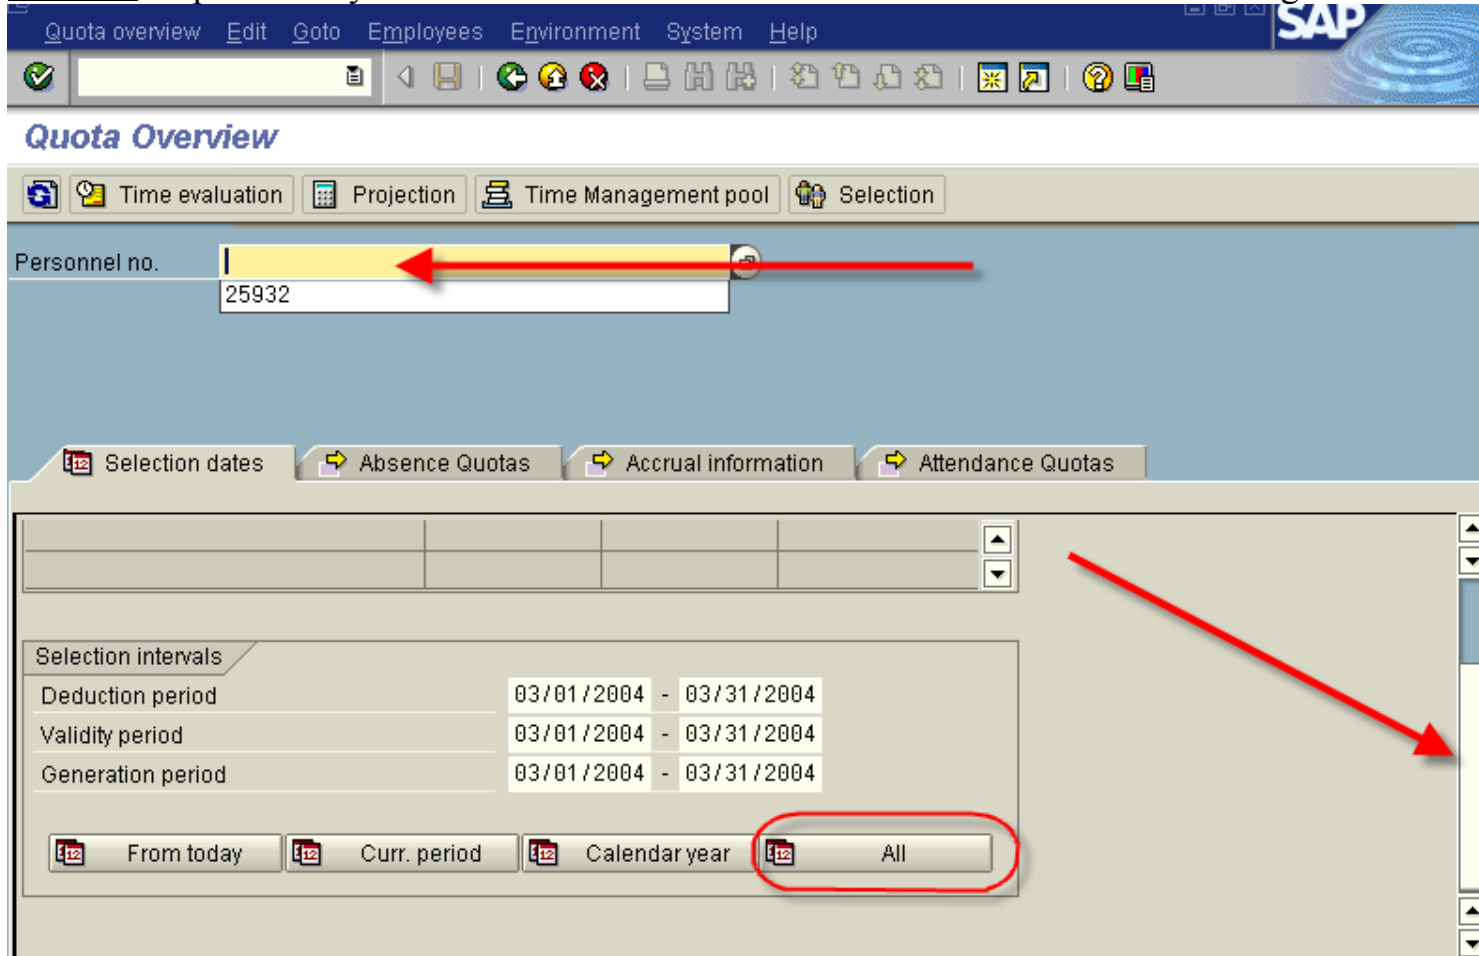 Quota overview Edit Goto Employees Environment System Help
SAP
Quota Overview
Time evaluation Projection Time Management pool Selection
Personnel no.
25932
Selection dates Absence Quotas Accrual information Attendance Quotas
Selection intervals
Deduction period 03/01/2004 - 03/31/2004
Validity period 03/01/2004 - 03/31/2004
Generation period 03/01/2004 - 03/31/2004
From today Curr. period Calendar year All